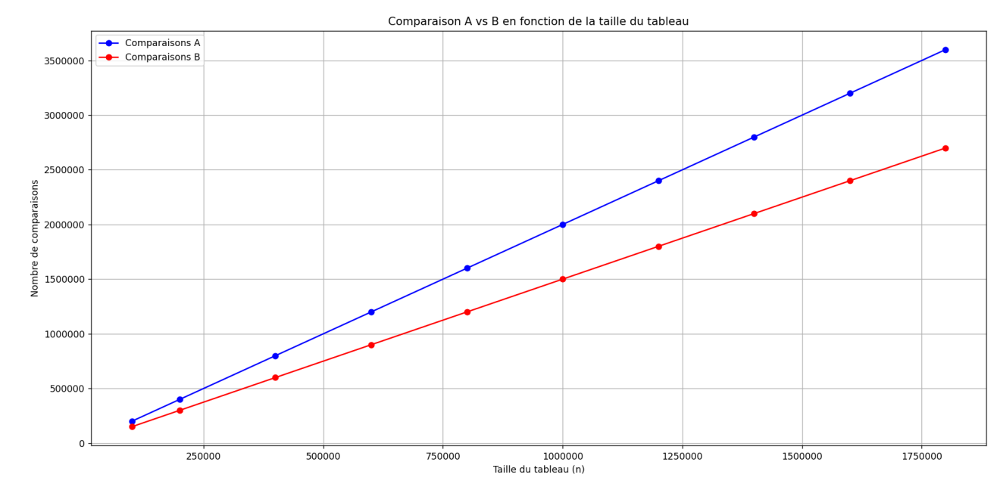 Comparaison A vs B en fonction de la taille du tableau
Comparaisons A
Comparaisons B
3500000
3000000
2500000
2000000
1500000
1000000
500000
0
Nombre de comparaisons
250000 500000 750000 1000000 1250000 1500000 1750000
Taille du tableau (n)